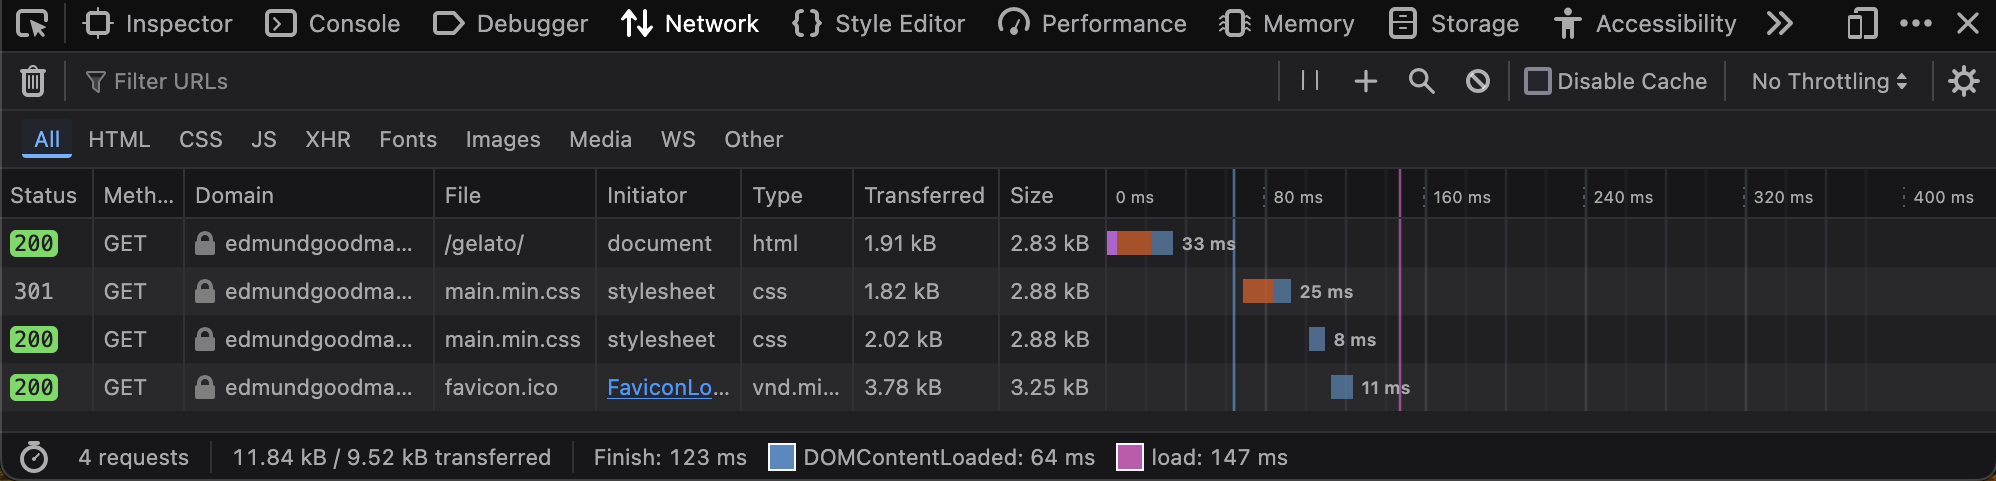 Inspector Console Debugger Network Style Editor Performance Memory Storage Accessibility
Filter URLs Disable Cache No Throttling
All HTML CSS JS XHR Fonts Images Media WS Other
Status Meth... Domain File Initiator Type Transferred Size 0 ms 80 ms 160 ms 240 ms 320 ms 400 ms
200 GET edmundgoodma... /gelato/ document html 1.91 kB 2.83 kB 33 ms
301 GET edmundgoodma... main.min.css stylesheet css 1.82 kB 2.88 kB 25 ms
200 GET edmundgoodma... main.min.css stylesheet css 2.02 kB 2.88 kB 8 ms
200 GET edmundgoodma... favicon.ico FaviconLo... vnd.mi... 3.78 kB 3.25 kB 11 ms
4 requests 11.84 kB / 9.52 kB transferred Finish: 123 ms DOMContentLoaded: 64 ms load: 147 ms